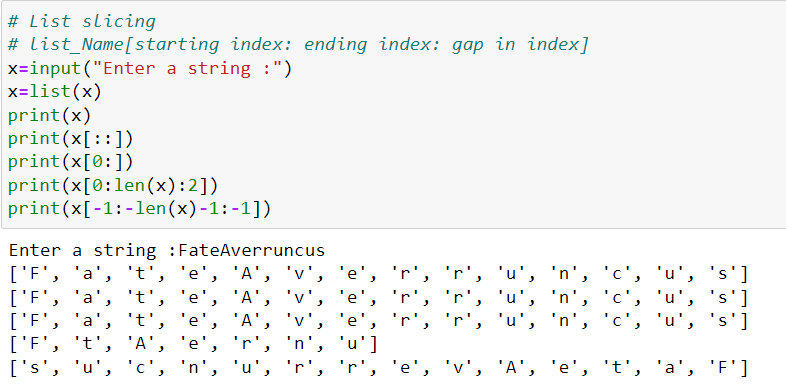 # List slicing
# list_Name[starting index: ending index: gap in index]
x=input("Enter a string :")
x=list(x)
print(x)
print(x[::])
print(x[0:])
print(x[0:len(x):2])
print(x[-1:-len(x)-1:-1])
Enter a string :FateAverruncus
['F', 'a', 't', 'e', 'A', 'v', 'e', 'r', 'r', 'u', 'n', 'c', 'u', 's']
['F', 'a', 't', 'e', 'A', 'v', 'e', 'r', 'r', 'u', 'n', 'c', 'u', 's']
['F', 'a', 't', 'e', 'A', 'v', 'e', 'r', 'r', 'u', 'n', 'c', 'u', 's']
['F', 't', 'A', 'e', 'r', 'n', 'u']
['s', 'u', 'c', 'n', 'u', 'r', 'r', 'e', 'v', 'A', 'e', 't', 'a', 'F']